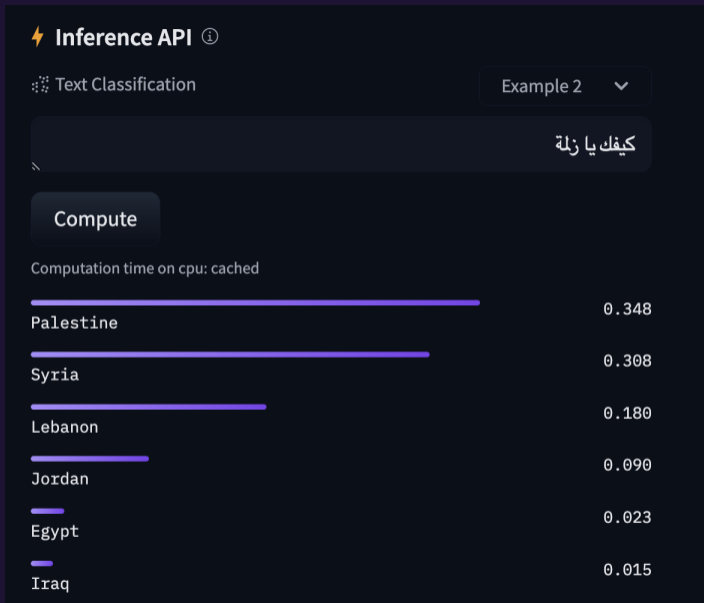 Inference API
Text Classification
Example 2
كيفك يا زلمة
Compute
Computation time on cpu: cached
Palestine 0.348
Syria 0.308
Lebanon 0.180
Jordan 0.090
Egypt 0.023
Iraq 0.015